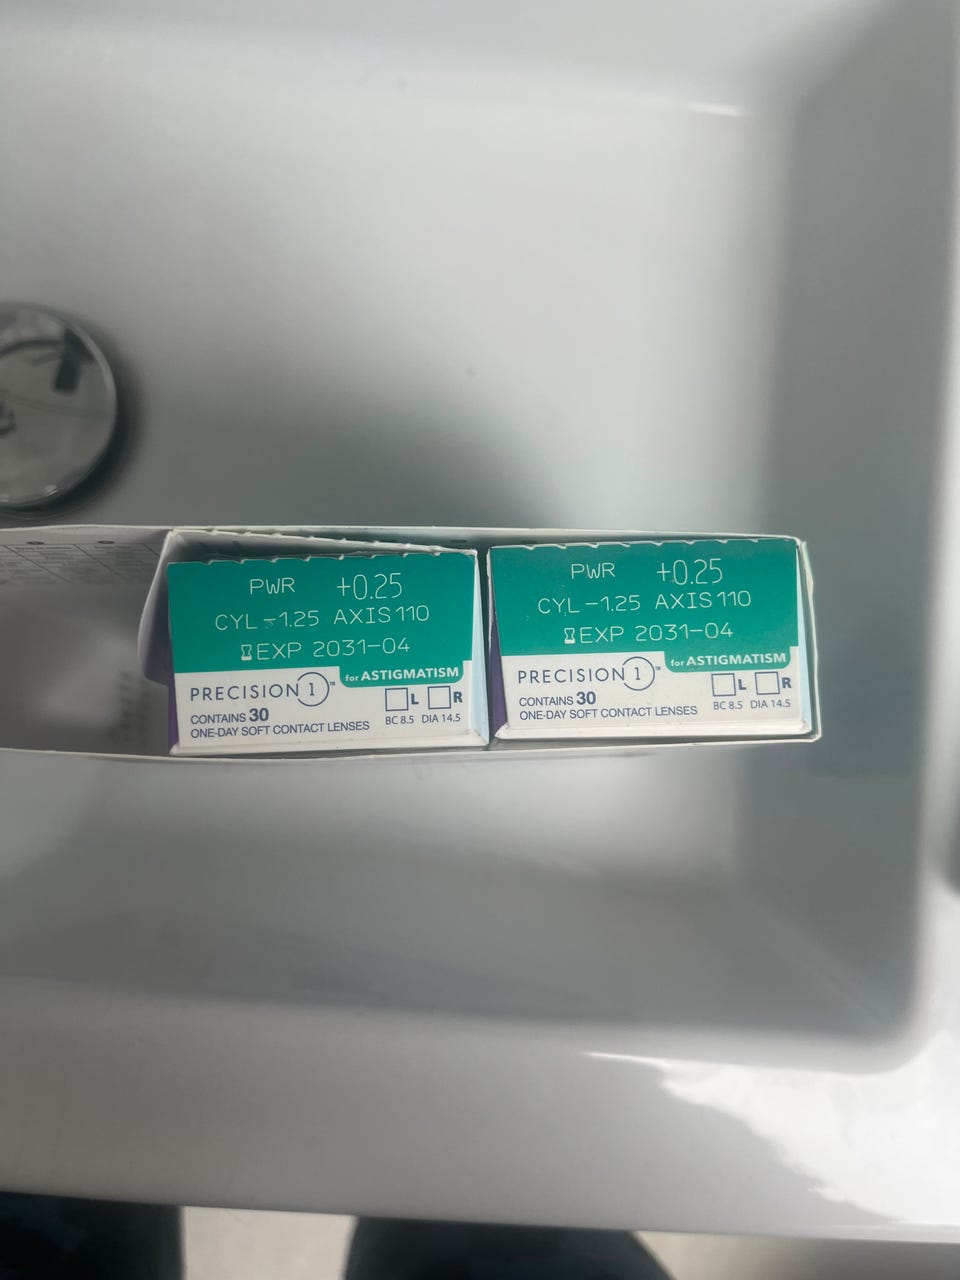 PWR +0.25
CYL -1.25 AXIS 110
EXP 2031-04
for ASTIGMATISM
PRECISION 1™
CONTAINS 30
ONE-DAY SOFT CONTACT LENSES
L R
BC 8.5 DIA 14.5
PWR +0.25
CYL -1.25 AXIS 110
EXP 2031-04
for ASTIGMATISM
PRECISION 1™
CONTAINS 30
ONE-DAY SOFT CONTACT LENSES
L R
BC 8.5 DIA 14.5